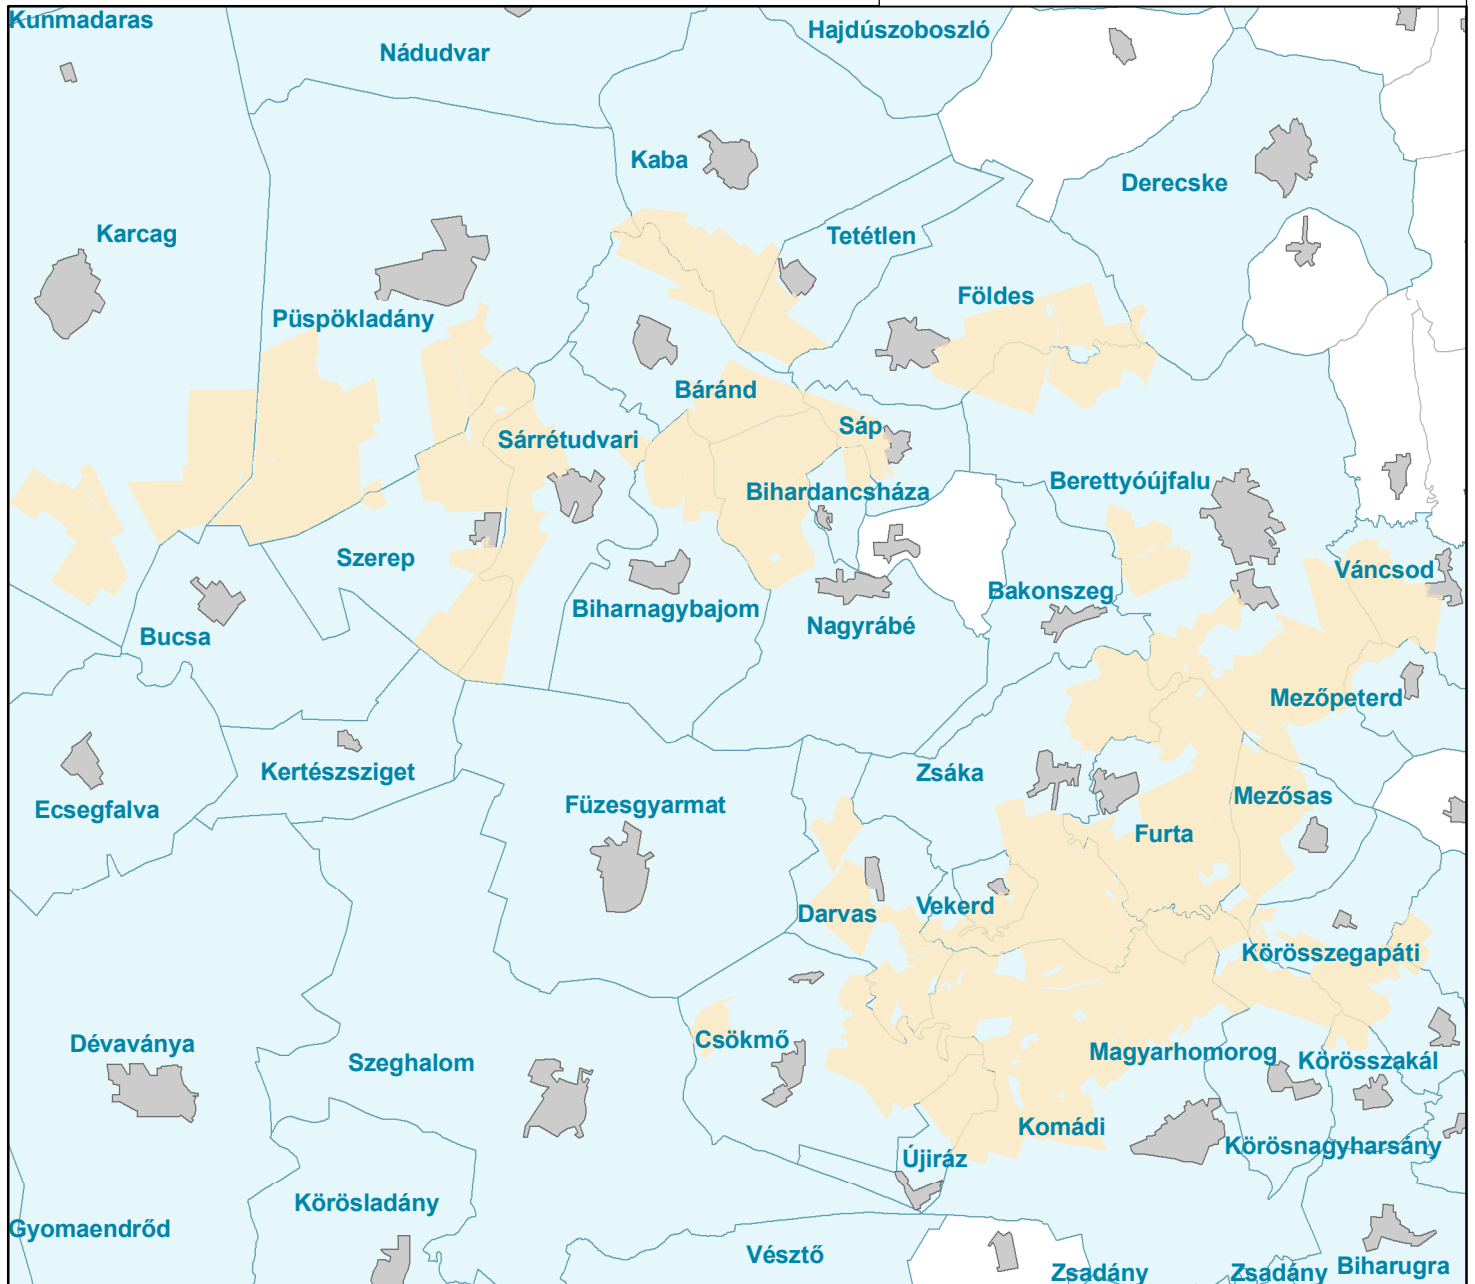 Kunmadaras
Hajdúszoboszló
Nádudvar
Kaba
Derecske
Karcag
Tetétlen
Földes
Püspökladány
Báránd
Sáp
Sárrétudvari
Berettyóújfalu
Bihardancsháza
Szerep
Váncsod
Bakonszeg
Biharnagybajom
Nagyrábé
Bucsa
Mezőpeterd
Kertészsziget
Zsáka
Mezősas
Füzesgyarmat
Ecsegfalva
Furta
Vekerd
Darvas
Körösszegapáti
Csökmő
Dévaványa
Magyarhomorog
Körösszakál
Szeghalom
Komádi
Körösnagyharsány
Újiráz
Körösladány
Gyomaendrőd
Vésztő
Biharugra
Zsadány
Zsadány